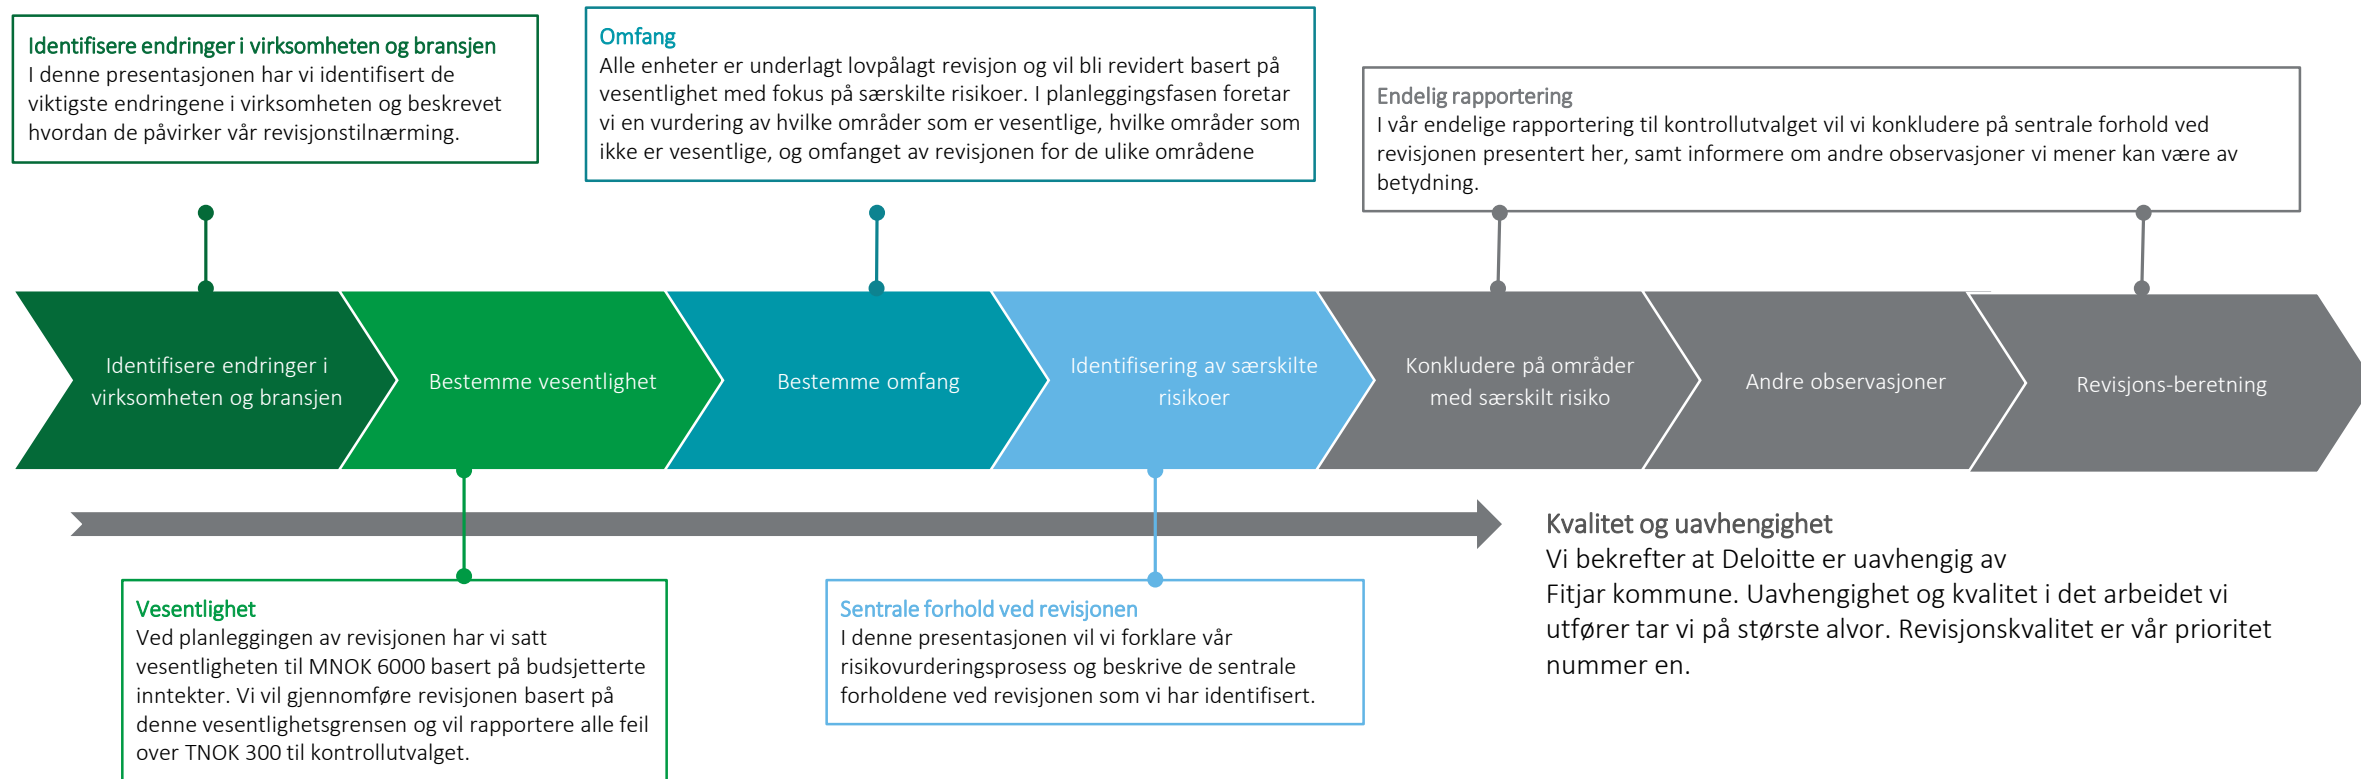 Identifisere endringer i virksomheten og bransjen
I denne presentasjonen har vi identifisert de
viktigste endringene i virksomheten og beskrevet
hvordan de påvirker vår revisjonstilnærming.
Omfang
Alle enheter er underlagt lovpålagt revisjon og vil bli revidert basert på
vesentlighet med fokus på særskilte risikoer. I planleggingsfasen foretar
vi en vurdering av hvilke områder som er vesentlige, hvilke områder som
ikke er vesentlige, og omfanget av revisjonen for de ulike områdene
Endelig rapportering
I vår endelige rapportering til kontrollutvalget vil vi konkludere på sentrale forhold ved
revisjonen presentert her, samt informere om andre observasjoner vi mener kan være av
betydning.
Identifisere endringer i
virksomheten og bransjen
Bestemme vesentlighet
Bestemme omfang
Identifisering av særskilte
risikoer
Konkludere på områder
med særskilt risiko
Andre observasjoner
Revisjons-beretning
Vesentlighet
Ved planleggingen av revisjonen har vi satt
vesentligheten til MNOK 6000 basert på budsjetterte
inntekter. Vi vil gjennomføre revisjonen basert på
denne vesentlighetsgrensen og vil rapportere alle feil
over TNOK 300 til kontrollutvalget.
Sentrale forhold ved revisjonen
I denne presentasjonen vil vi forklare vår
risikovurderingsprosess og beskrive de sentrale
forholdene ved revisjonen som vi har identifisert.
Kvalitet og uavhengighet
Vi bekrefter at Deloitte er uavhengig av
Fitjar kommune. Uavhengighet og kvalitet i det arbeidet vi
utfører tar vi på største alvor. Revisjonskvalitet er vår prioritet
nummer en.